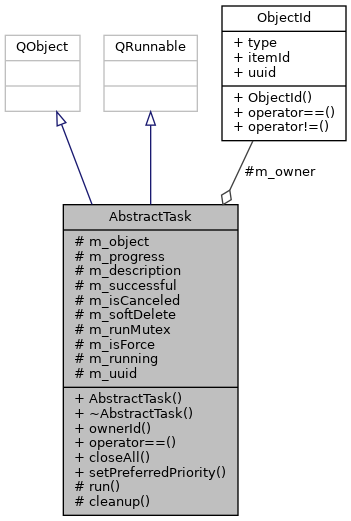 ObjectId
+ type
+ itemId
+ uuid
+ ObjectId()
+ operator==()
+ operator!=()
QObject
QRunnable
#m_owner
AbstractTask
# m_object
# m_progress
# m_description
# m_successful
# m_isCanceled
# m_softDelete
# m_runMutex
# m_isForce
# m_running
# m_uuid
+ AbstractTask()
+ ~AbstractTask()
+ ownerId()
+ operator==()
+ closeAll()
+ setPreferredPriority()
# run()
# cleanup()